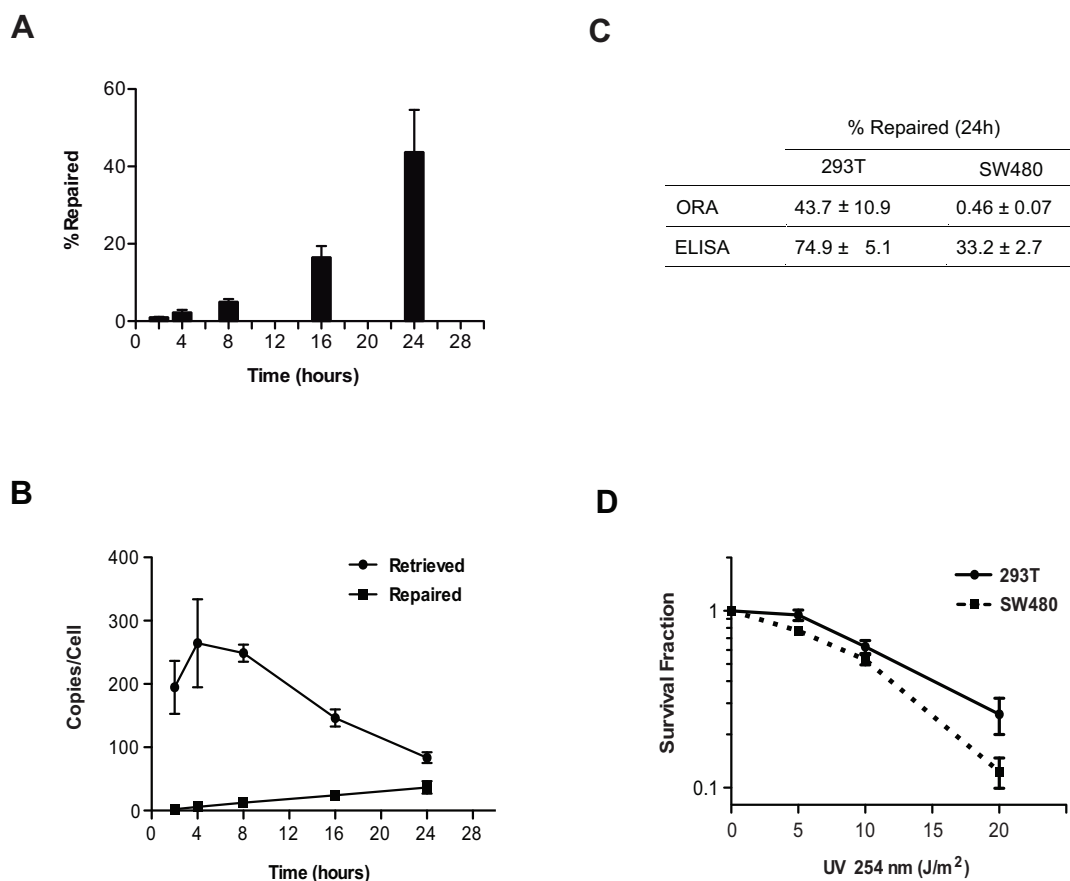 A
60
40
20
0
%Repaired
0 4 8 12 16 20 24 28
Time (hours)
C
% Repaired (24h)
293T SW480
ORA 43.7 ± 10.9 0.46 ± 0.07
ELISA 74.9 ± 5.1 33.2 ± 2.7
B
400
300
200
100
0
Copies/Cell
Retrieved
Repaired
0 4 8 12 16 20 24 28
Time (hours)
D
1
0.1
Survival Fraction
293T
SW480
0 5 10 15 20
UV 254 nm (J/m²)